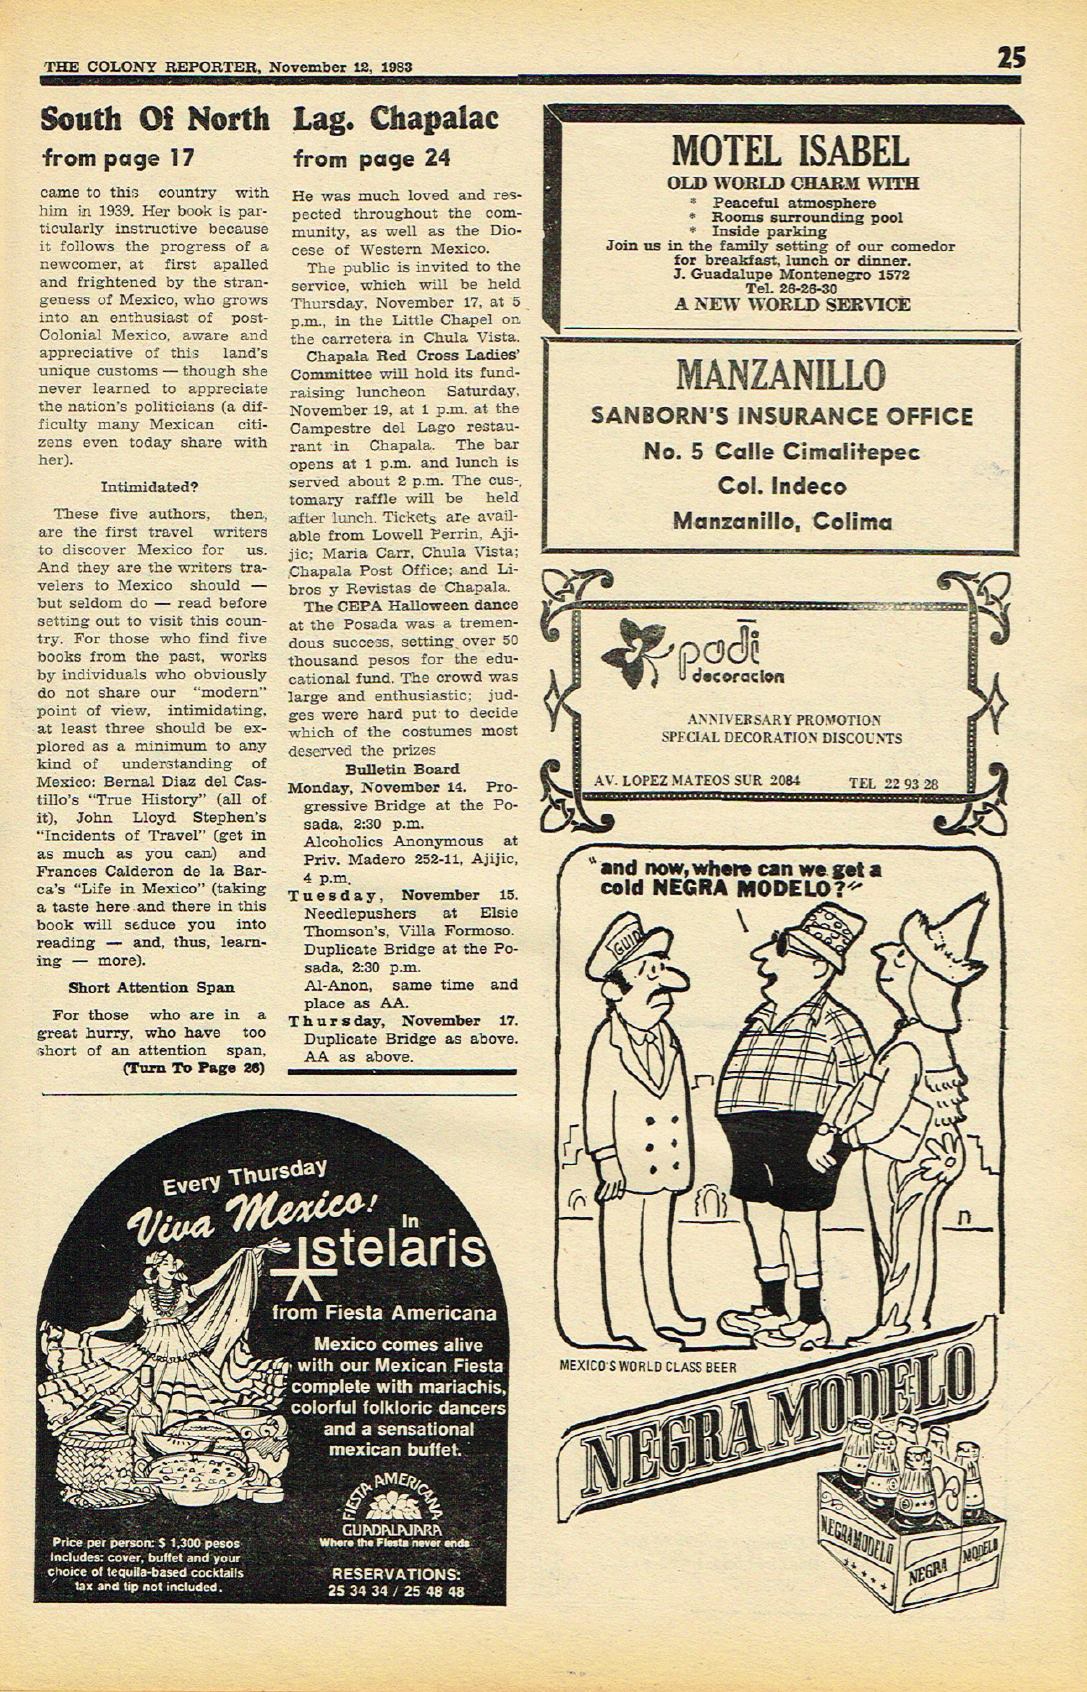 THE COLONY REPORTER, November 12, 1983
25
South Of North
from page 17
came to this country with
him in 1939. Her book is par-
ticularly instructive because
it follows the progress of a
newcomer, at first apalled
and frightened by the stran-
geness of Mexico, who grows
into an enthusiast of post-
Colonial Mexico, aware and
appreciative of this land's
unique customs — though she
never learned to appreciate
the nation's politicians (a dif-
ficulty many Mexican citi-
zens even today share with
her).
Intimidated?
These five authors, then,
are the first travel writers
to discover Mexico for us.
And they are the writers tra-
velers to Mexico should —
but seldom do — read before
setting out to visit this coun-
try. For those who find five
books from the past, works
by individuals who obviously
do not share our "modern"
point of view, intimidating,
at least three should be ex-
plored as a minimum to any
kind of understanding of
Mexico: Bernal Diaz del Cas-
tillo's "True History" (all of
it), John Lloyd Stephen's
"Incidents of Travel" (get in
as much as you can) and
Frances Calderon de la Bar-
ca's "Life in Mexico" (taking
a taste here and there in this
book will seduce you into
reading — and, thus, learn-
ing — more).
Short Attention Span
For those who are in a
great hurry, who have too
short of an attention span,
(Turn To Page 26)
Lag. Chapalac
from page 24
He was much loved and res-
pected throughout the com-
munity, as well as the Dio-
cese of Western Mexico.
The public is invited to the
service, which will be held
Thursday, November 17, at 5
p.m., in the Little Chapel on
the carretera in Chula Vista.
Chapala Red Cross Ladies'
Committee will hold its fund-
raising luncheon Saturday,
November 19, at 1 p.m. at the
Campestre del Lago restau-
rant in Chapala. The bar
opens at 1 p.m. and lunch is
served about 2 p.m. The cus-
tomary raffle will be held
after lunch. Tickets are avail-
able from Lowell Perrin, Aji-
jic; Maria Carr, Chula Vista;
Chapala Post Office; and Li-
bros y Revistas de Chapala.
The CEPA Halloween dance
at the Posada was a tremen-
dous success, setting over 50
thousand pesos for the edu-
cational fund. The crowd was
large and enthusiastic; jud-
ges were hard put to decide
which of the costumes most
deserved the prizes
Bulletin Board
Monday, November 14. Pro-
gressive Bridge at the Po-
sada, 2:30 p.m.
Alcoholics Anonymous at
Priv. Madero 252-11, Ajijic,
4 p.m.
Tuesday, November 15.
Needlepushers at Elsie
Thomson's, Villa Formoso.
Duplicate Bridge at the Po-
sada, 2:30 p.m.
Al-Anon, same time and
place as AA.
Thursday, November 17.
Duplicate Bridge as above.
AA as above.
MOTEL ISABEL
OLD WORLD CHARM WITH
* Peaceful atmosphere
* Rooms surrounding pool
* Inside parking
Join us in the family setting of our comedor
for breakfast, lunch or dinner.
J. Guadalupe Montenegro 1572
Tel. 26-26-30
A NEW WORLD SERVICE
MANZANILLO
SANBORN'S INSURANCE OFFICE
No. 5 Calle Cimalitepec
Col. Indeco
Manzanillo, Colima
padi
decoracion
ANNIVERSARY PROMOTION
SPECIAL DECORATION DISCOUNTS
AV. LOPEZ MATEOS SUR 2084 TEL 22 93 28
"and now, where can we get a
cold NEGRA MODELO?"
GUID
MEXICO'S WORLD CLASS BEER
NEGRA MODELO
NEGRA MODELO
NEGRA MODELO
Every Thursday
Viva Mexico!
In
istelaris
from Fiesta Americana
Mexico comes alive
with our Mexican Fiesta
complete with mariachis,
colorful folkloric dancers
and a sensational
mexican buffet.
FIESTA AMERICANA
GUADALAJARA
Where the Fiesta never ends
Price per person: $ 1,300 pesos
Includes: cover, buffet and your
choice of tequila-based cocktails
tax and tip not included.
RESERVATIONS:
25 34 34 / 25 48 48